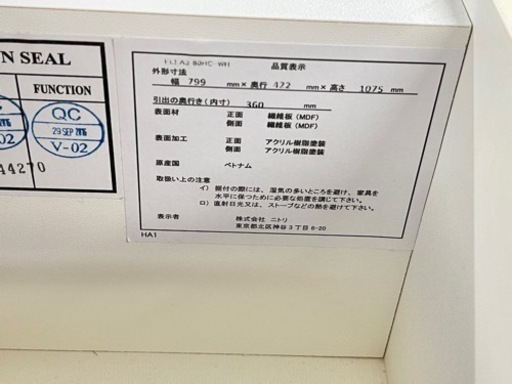 N SEAL
FUNCTION
QC
29 SEP 2016
V-02
-02
44270
品質表示
外形寸法
幅 799 mm×奥行 422 mm×高さ 1075 mm
引出の奥行き(内寸) 360 mm
表面材 正面 繊維板(MDF)
側面 繊維板(MDF)
表面加工 正面 アクリル樹脂塗装
側面 アクリル樹脂塗装
原産国 ベトナム
取扱い上の注意
イ) 据付の際には、湿気の多いところを避け、家具を
水平に保つために必要な処置を講じて下さい。
ロ) 直射日光又は、ストーブなどの熱を避けて下さい。
表示者 株式会社 ニトリ
東京都北区神谷3丁目6-20
HA1